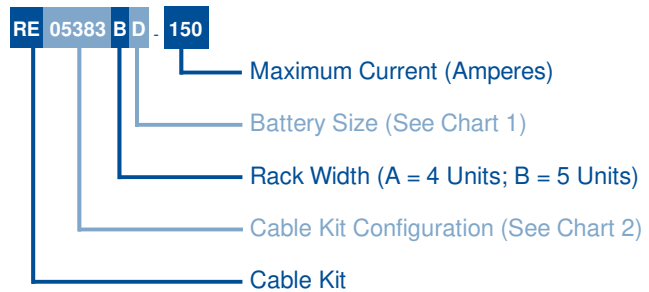 RE 05383 B D - 150
Maximum Current (Amperes)
Battery Size (See Chart 1)
Rack Width (A = 4 Units; B = 5 Units)
Cable Kit Configuration (See Chart 2)
Cable Kit